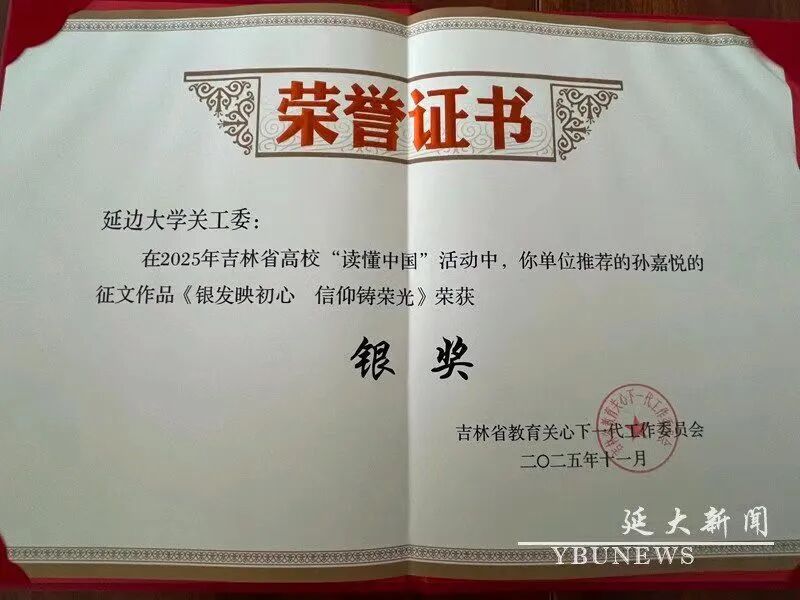 荣誉证书
延边大学关工委：
在2025年吉林省高校“读懂中国”活动中，你单位推荐的孙嘉悦的
征文作品《银发映初心　信仰铸荣光》荣获
银 奖
吉林省教育关心下一代工作委员会
二〇二五年十一月
延大新闻
YBUNEWS